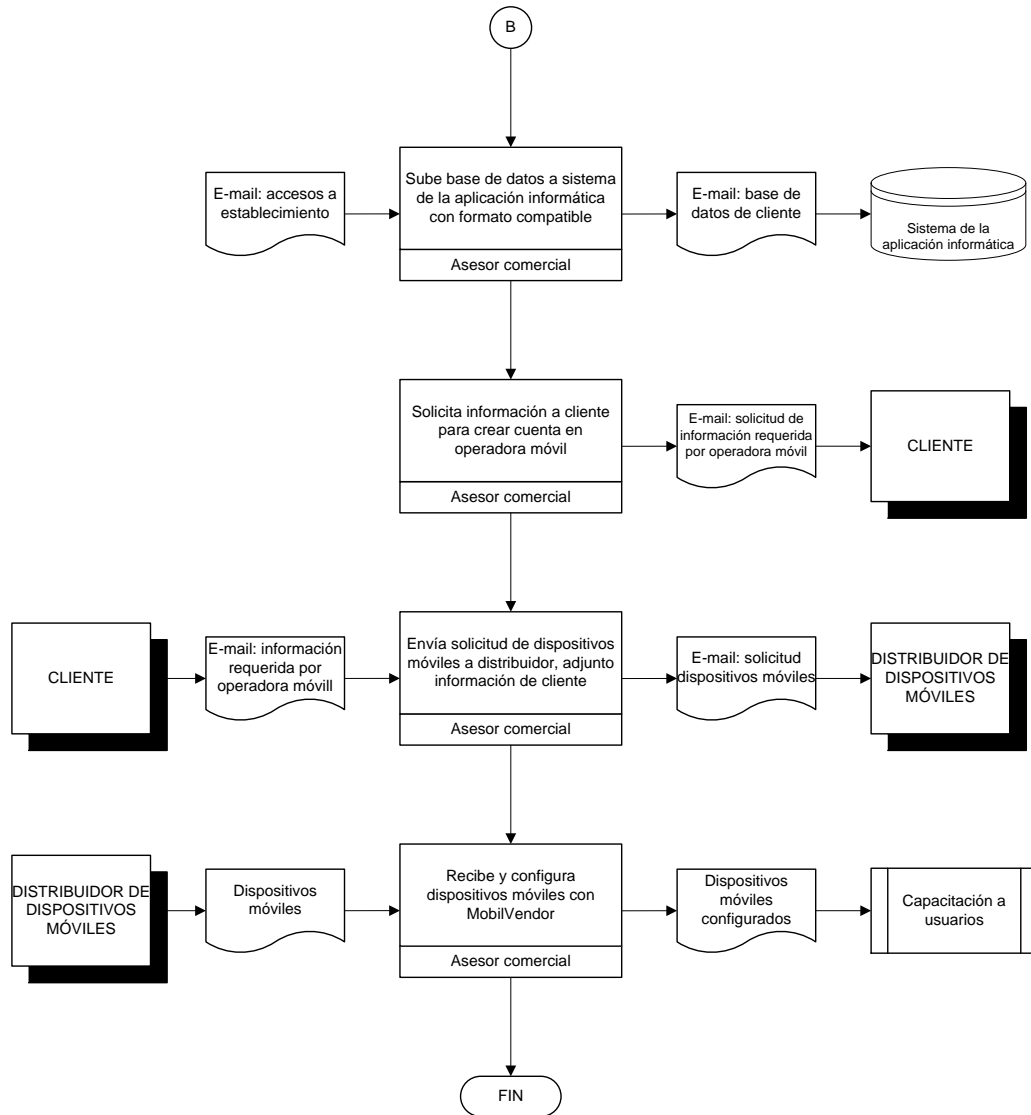 B
E-mail: accesos a
establecimiento
Sube base de datos a sistema
de la aplicación informática
con formato compatible
Asesor comercial
E-mail: base de
datos de cliente
Sistema de la
aplicación informática
Solicita información a cliente
para crear cuenta en
operadora móvil
Asesor comercial
E-mail: solicitud de
información requerida
por operadora móvil
CLIENTE
CLIENTE
E-mail: información
requerida por
operadora móvill
Envía solicitud de dispositivos
móviles a distribuidor, adjunto
información de cliente
Asesor comercial
E-mail: solicitud
dispositivos móviles
DISTRIBUIDOR DE
DISPOSITIVOS
MÓVILES
DISTRIBUIDOR DE
DISPOSITIVOS
MÓVILES
Dispositivos
móviles
Recibe y configura
dispositivos móviles con
MobilVendor
Asesor comercial
Dispositivos
móviles
configurados
Capacitación a
usuarios
FIN